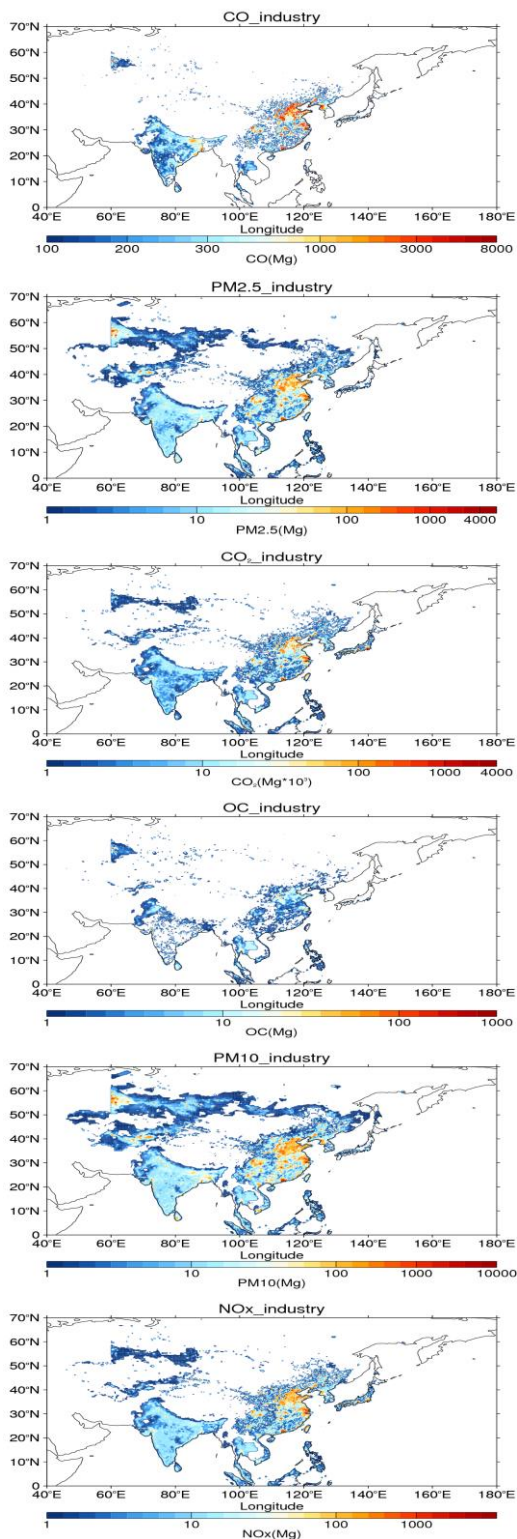 CO_industry
70°N
60°N
50°N
40°N
30°N
20°N
10°N
0
40°E 60°E 80°E 100°E 120°E 140°E 160°E 180°E
Longitude
100 200 300 1000 3000 8000
CO(Mg)
PM2.5_industry
70°N
60°N
50°N
40°N
30°N
20°N
10°N
0
40°E 60°E 80°E 100°E 120°E 140°E 160°E 180°E
Longitude
1 10 100 1000 4000
PM2.5(Mg)
CO₂_industry
70°N
60°N
50°N
40°N
30°N
20°N
10°N
0
40°E 60°E 80°E 100°E 120°E 140°E 160°E 180°E
Longitude
1 10 100 1000 4000
CO₂(Mg*10³)
OC_industry
70°N
60°N
50°N
40°N
30°N
20°N
10°N
0
40°E 60°E 80°E 100°E 120°E 140°E 160°E 180°E
Longitude
1 10 100 1000
OC(Mg)
PM10_industry
70°N
60°N
50°N
40°N
30°N
20°N
10°N
0
40°E 60°E 80°E 100°E 120°E 140°E 160°E 180°E
Longitude
1 10 100 1000 10000
PM10(Mg)
NOx_industry
70°N
60°N
50°N
40°N
30°N
20°N
10°N
0
40°E 60°E 80°E 100°E 120°E 140°E 160°E 180°E
Longitude
1 10 100 1000
NOx(Mg)